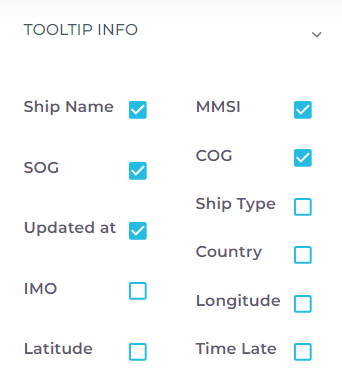 TOOLTIP INFO
Ship Name
MMSI
SOG
COG
Updated at
Ship Type
IMO
Country
Latitude
Longitude
Time Late